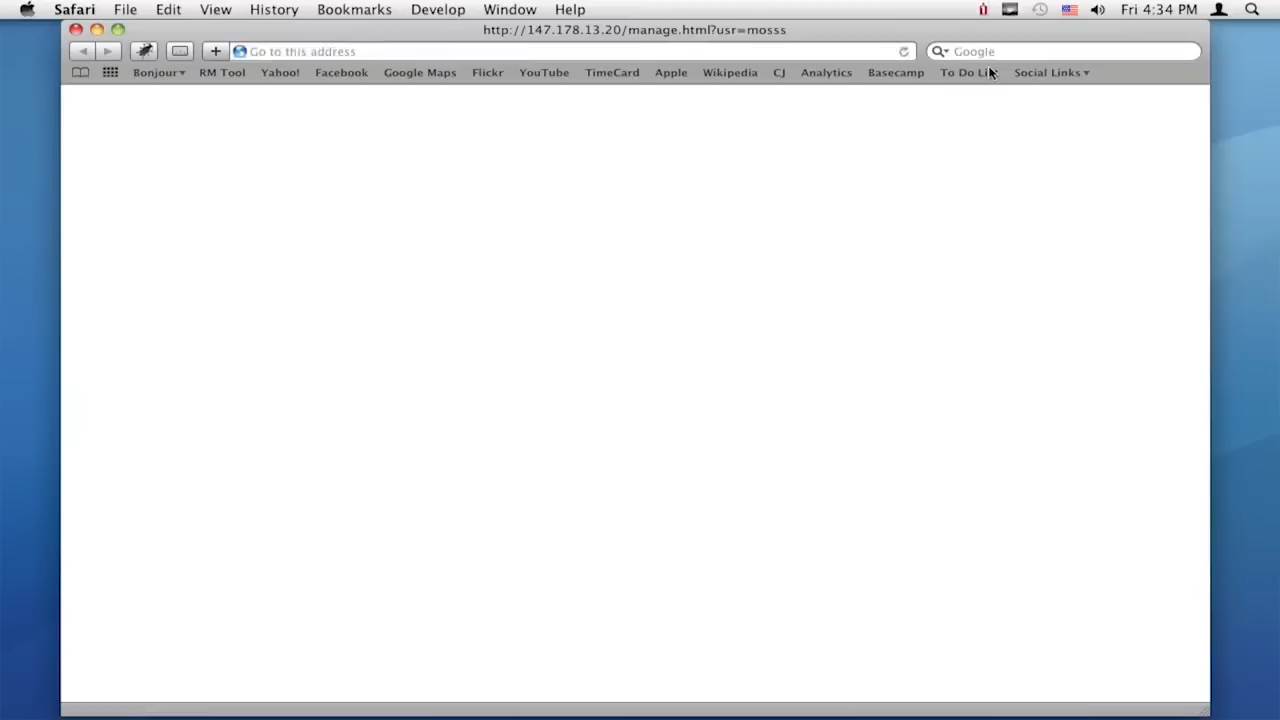 Safari File Edit View History Bookmarks Develop Window Help Fri 4:34 PM
http://147.178.13.20/manage.html?usr=mosss
Go to this address Google
Bonjour RM Tool Yahoo! Facebook Google Maps Flickr YouTube TimeCard Apple Wikipedia CJ Analytics Basecamp To Do Social Links